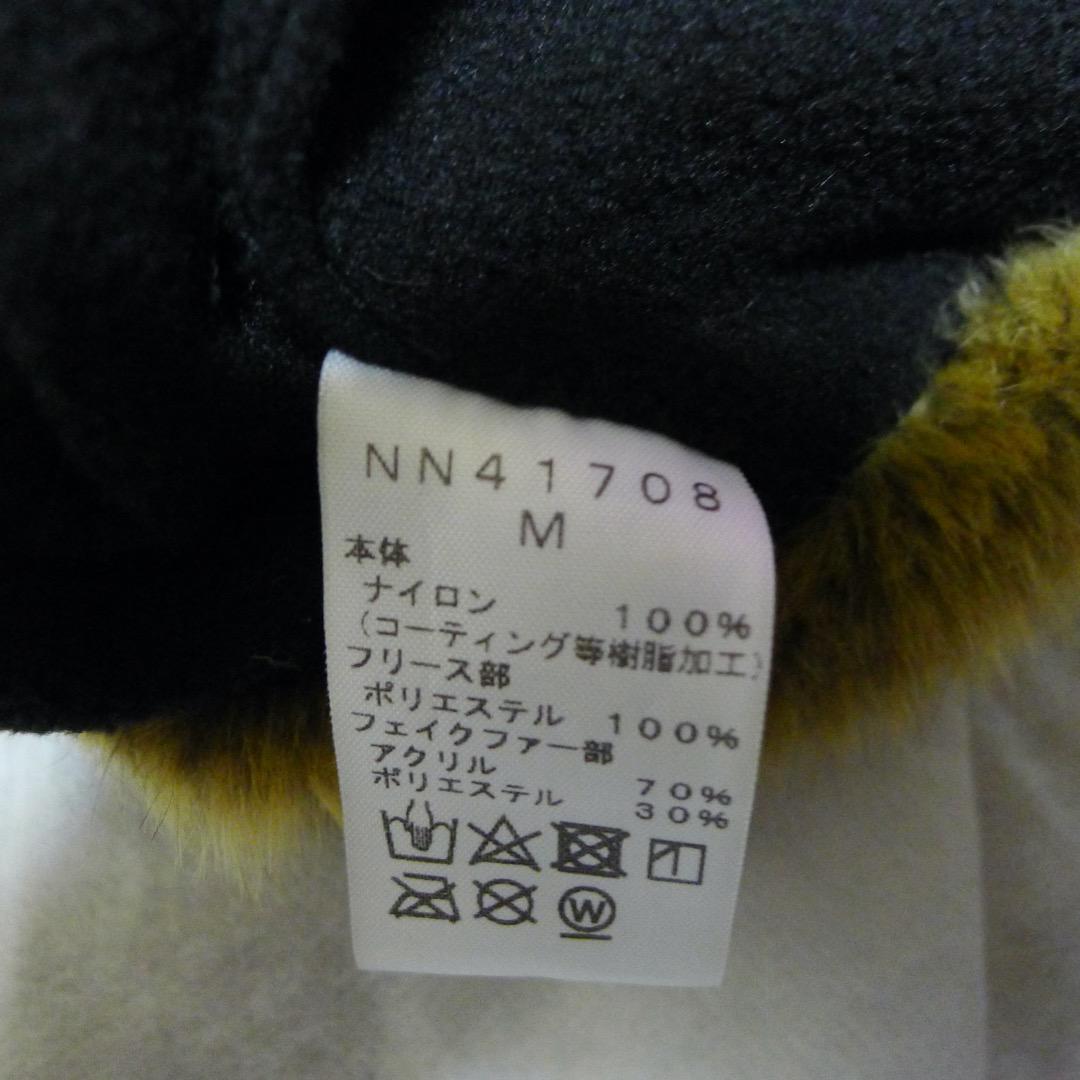 NN41708
M
本体
ナイロン 100%
(コーティング等樹脂加工)
フリース部
ポリエステル 100%
フェイクファー部
アクリル 70%
ポリエステル 30%
W